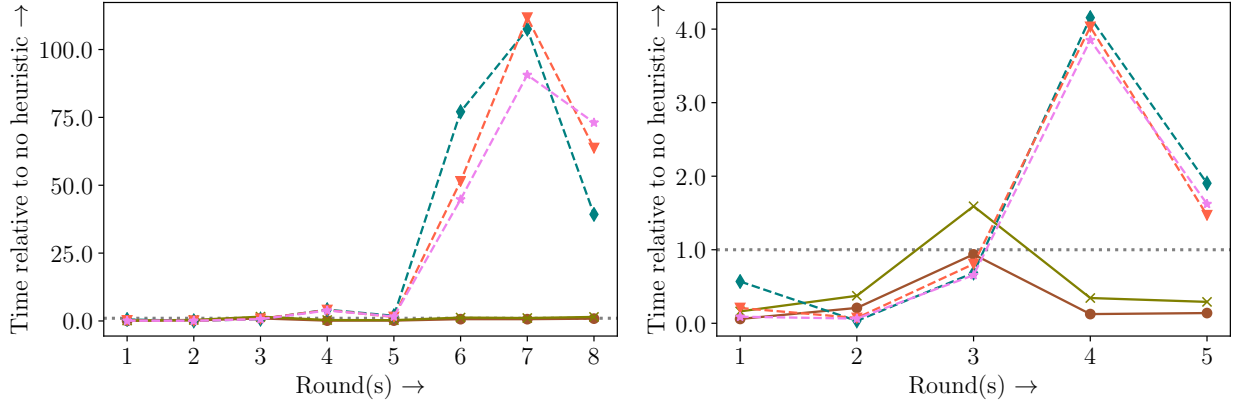 Time relative to no heuristic →
100.0
75.0
50.0
25.0
0.0
1 2 3 4 5 6 7 8
Round(s) →
Time relative to no heuristic →
4.0
3.0
2.0
1.0
0.0
1 2 3 4 5
Round(s) →